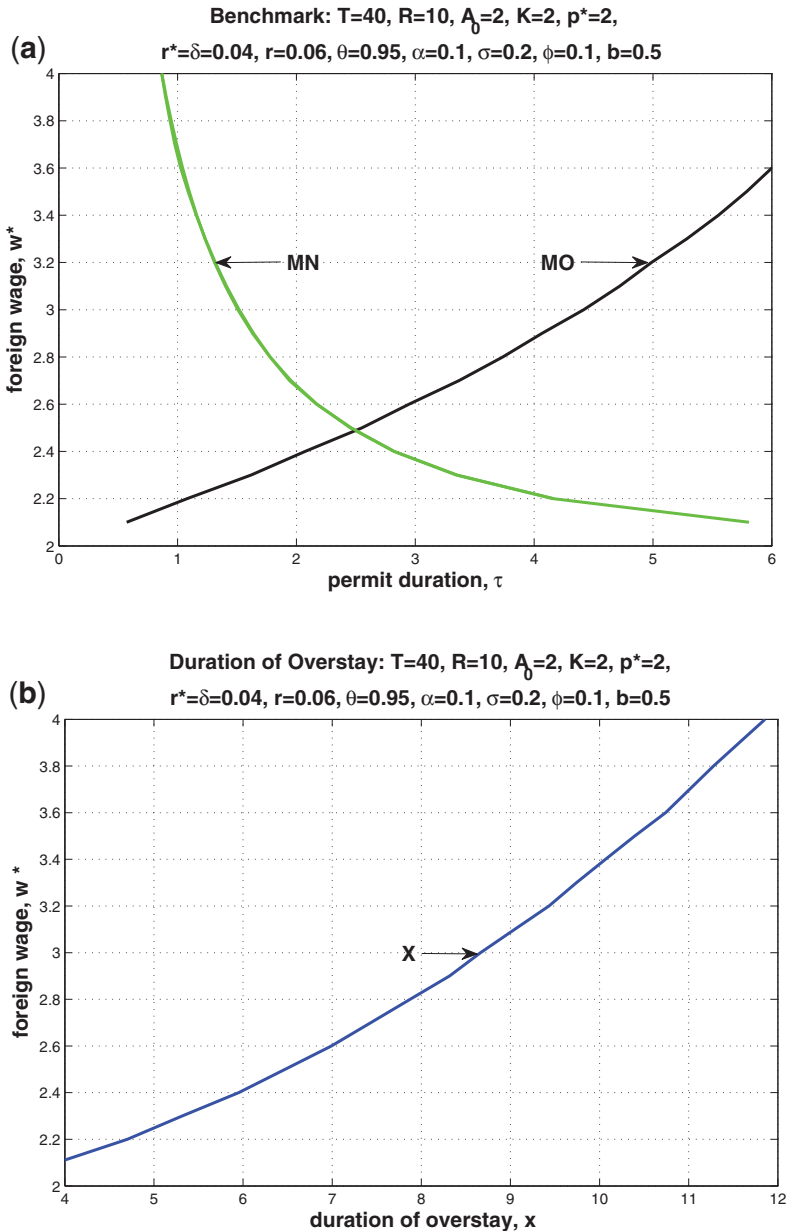 Benchmark: T=40, R=10, A0=2, K=2, p*=2,
(a)
r*=δ=0.04, r=0.06, θ=0.95, α=0.1, σ=0.2, ϕ=0.1, b=0.5
4
3.8
3.6
3.4
3.2
3
2.8
2.6
2.4
2.2
2
foreign wage, w*
MN
MO
0 1 2 3 4 5 6
permit duration, τ
Duration of Overstay: T=40, R=10, A0=2, K=2, p*=2,
(b)
r*=δ=0.04, r=0.06, θ=0.95, α=0.1, σ=0.2, ϕ=0.1, b=0.5
4
3.8
3.6
3.4
3.2
3
2.8
2.6
2.4
2.2
2
foreign wage, w*
X
4 5 6 7 8 9 10 11 12
duration of overstay, x